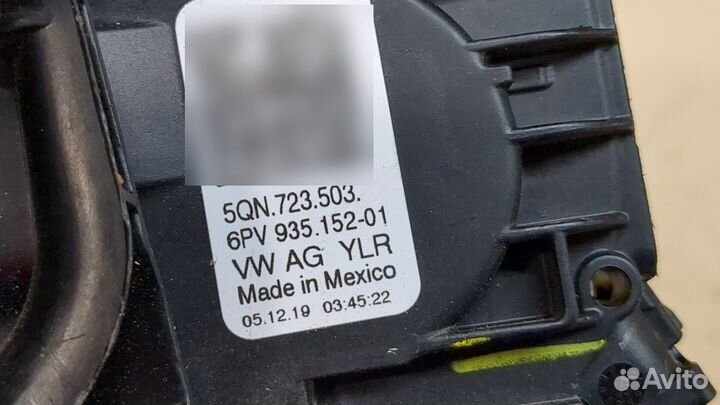 5QN.723.503.
6PV 935.152-01
VW AG YLR
Made in Mexico
05.12.19 03:45:22
Avito